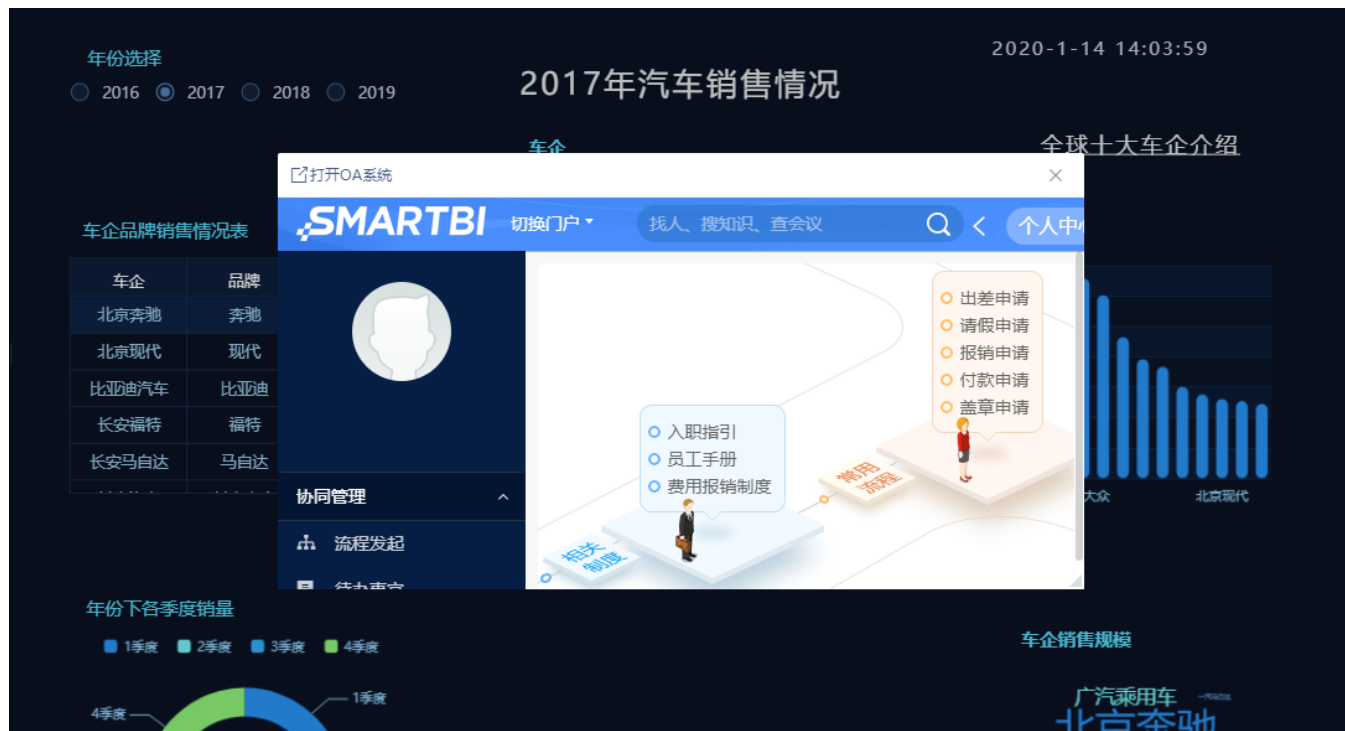 年份选择
2020-1-14 14:03:59
2016 2017 2018 2019
2017年汽车销售情况
车企
全球十大车企介绍
打开OA系统
SMARTBI 切换门户 找人、搜知识、查会议 个人中心
车企品牌销售情况表
车企 品牌
北京奔驰 奔驰
北京现代 现代
比亚迪汽车 比亚迪
长安福特 福特
长安马自达 马自达
出差申请
请假申请
报销申请
付款申请
盖章申请
入职指引
员工手册
费用报销制度
常用
流程
相关
制度
协同管理
流程发起
待办事宜
大众 北京现代
年份下各季度销量
1季度 2季度 3季度 4季度
1季度
4季度
车企销售规模
广汽乘用车
北京奔驰